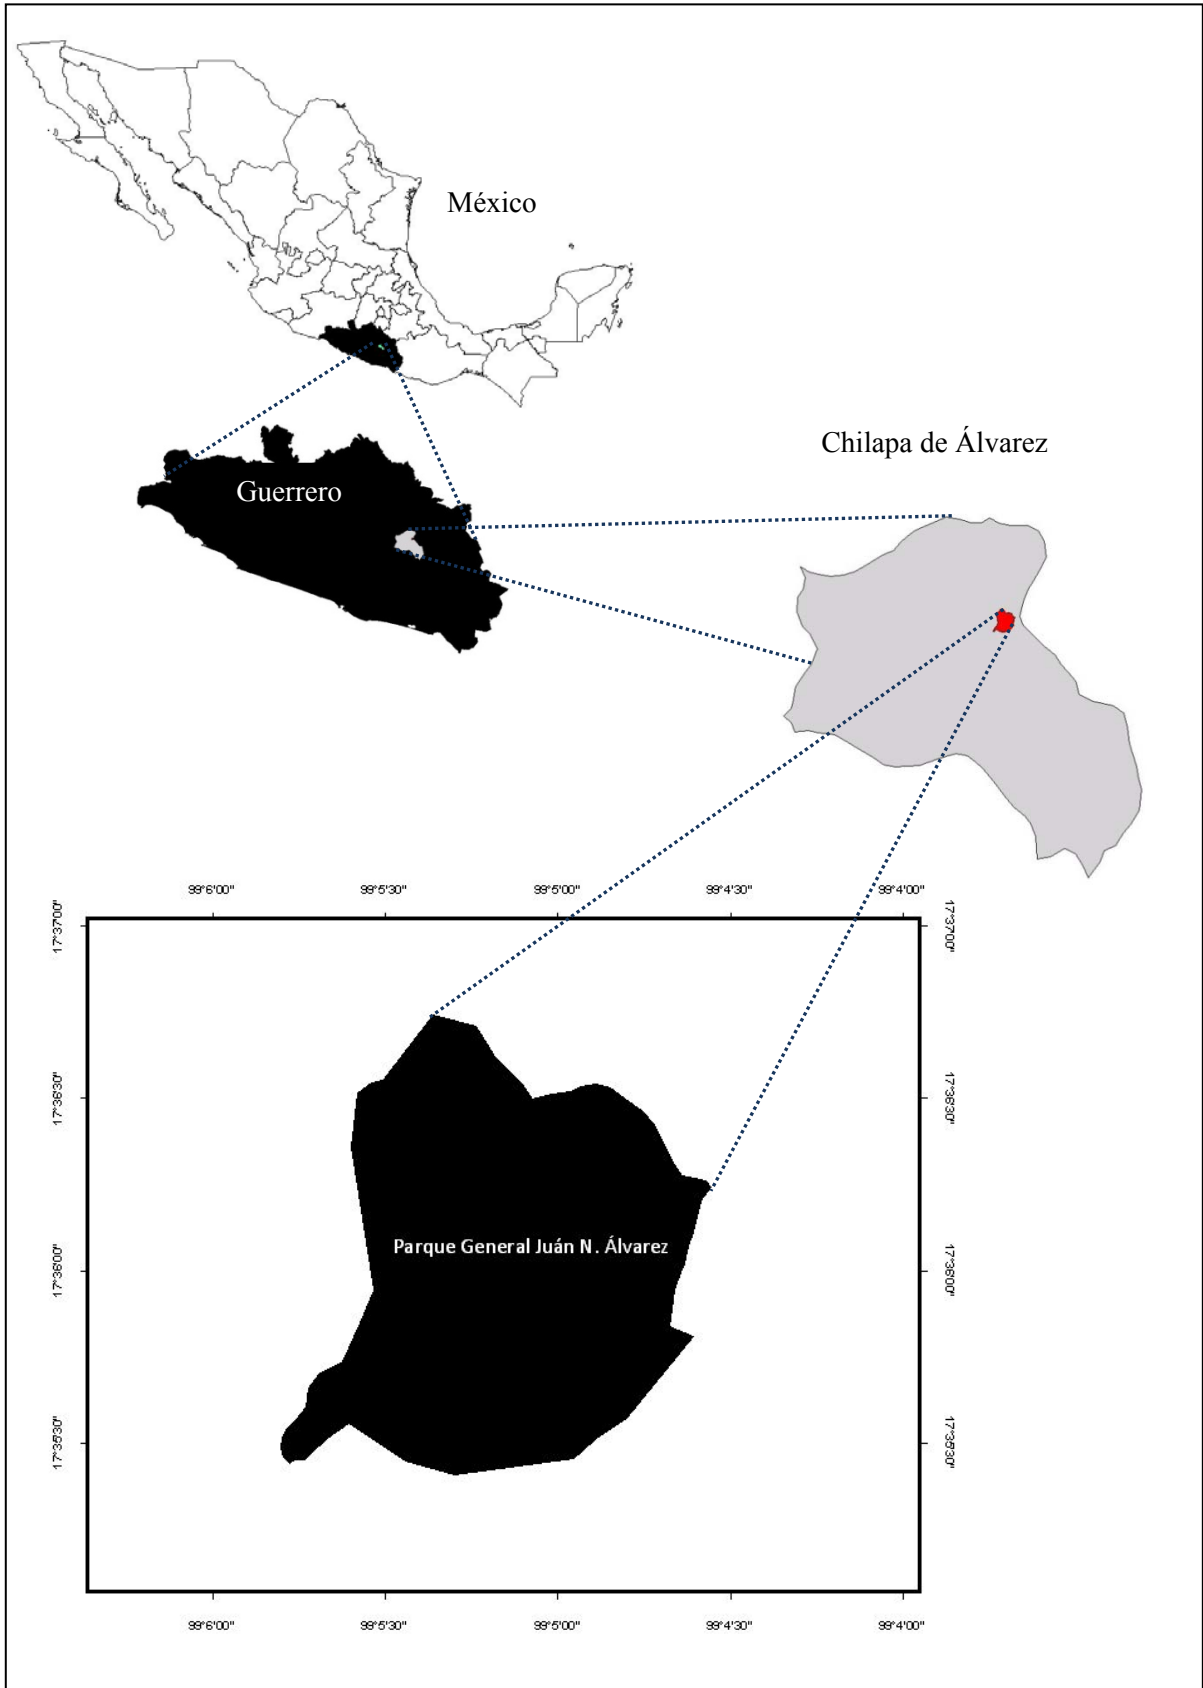 México
Chilapa de Álvarez
Guerrero
99°6'00" 99°5'30" 99°5'00" 99°4'30" 99°4'00"
17°37'00" 17°37'00"
17°36'30" 17°36'30"
Parque General Juán N. Álvarez
17°36'00" 17°36'00"
17°35'30" 17°35'30"
99°6'00" 99°5'30" 99°5'00" 99°4'30" 99°4'00"